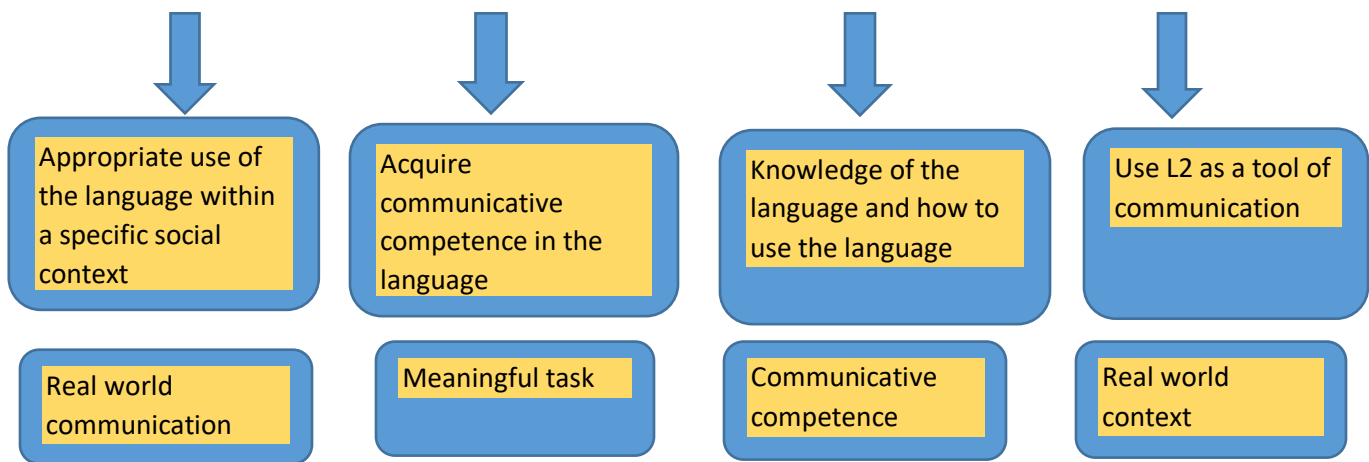 Appropriate use of
the language within
a specific social
context
Acquire
communicative
competence in the
language
Knowledge of the
language and how to
use the language
Use L2 as a tool of
communication
Real world
communication
Meaningful task
Communicative
competence
Real world
context